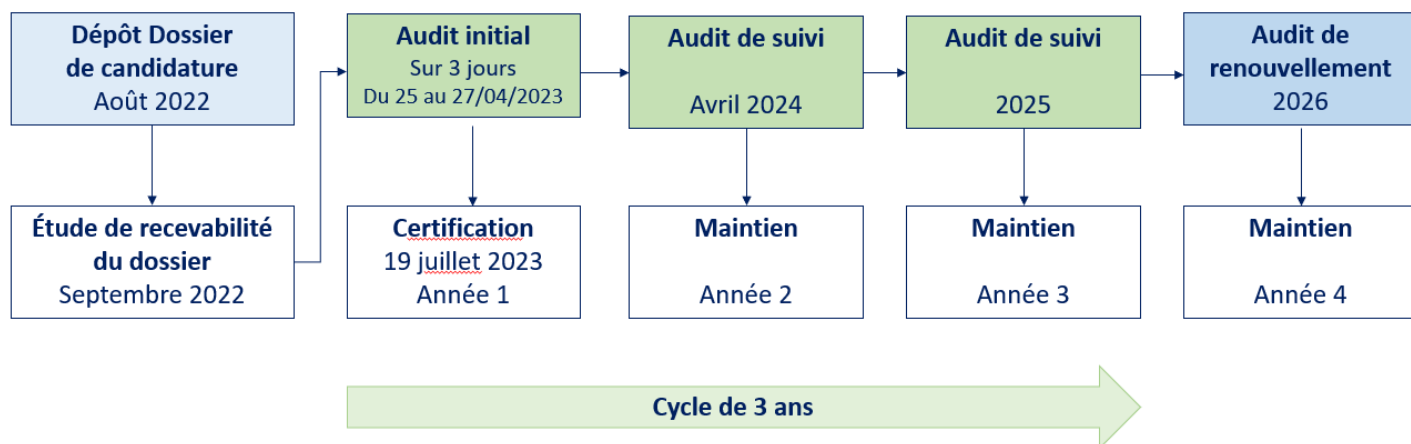 Dépôt Dossier
de candidature
Août 2022
Étude de recevabilité
du dossier
Septembre 2022
Audit initial
Sur 3 jours
Du 25 au 27/04/2023
Certification
19 juillet 2023
Année 1
Audit de suivi
Avril 2024
Maintien
Année 2
Audit de suivi
2025
Maintien
Année 3
Audit de
renouvellement
2026
Maintien
Année 4
Cycle de 3 ans